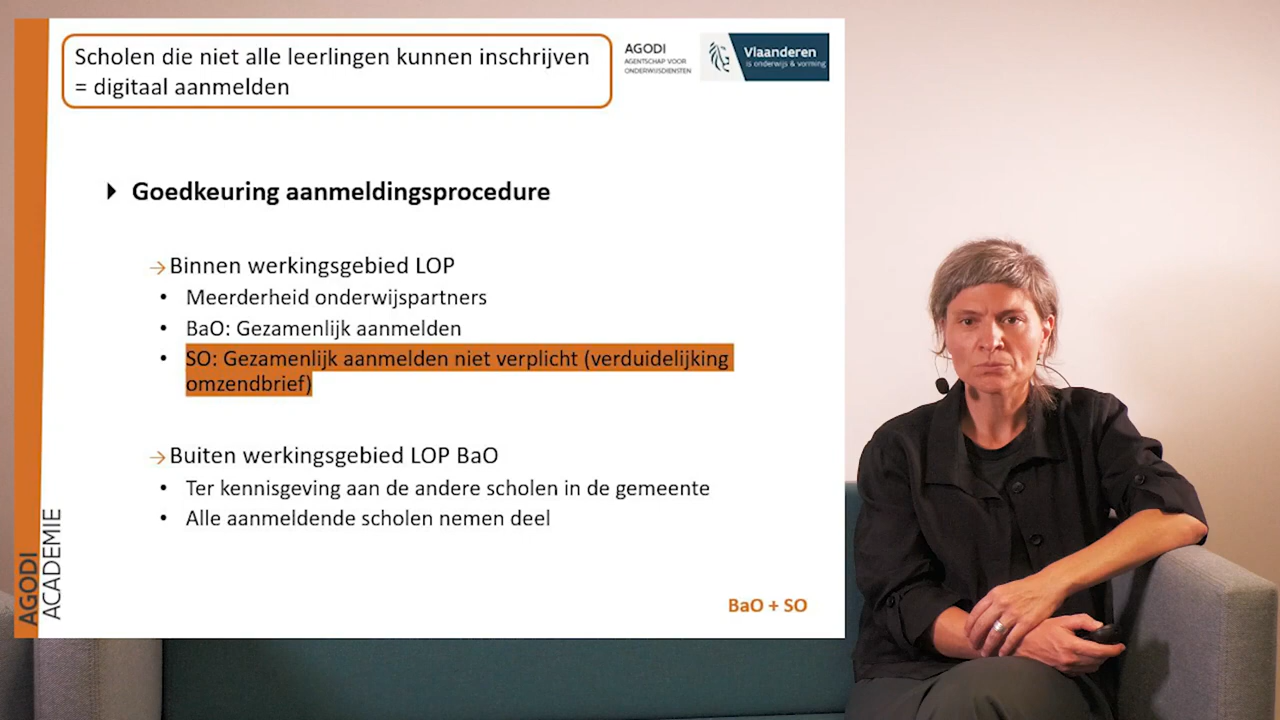 Scholen die niet alle leerlingen kunnen inschrijven
= digitaal aanmelden
AGODI
AGENTSCHAP VOOR
ONDERWIJSDIENSTEN
Vlaanderen
is onderwijs & vorming
Goedkeuring aanmeldingsprocedure
→Binnen werkingsgebied LOP
• Meerderheid onderwijspartners
• BaO: Gezamenlijk aanmelden
• SO: Gezamenlijk aanmelden niet verplicht (verduidelijking
omzendbrief)
→Buiten werkingsgebied LOP BaO
• Ter kennisgeving aan de andere scholen in de gemeente
• Alle aanmeldende scholen nemen deel
BaO + SO
AGODI
ACADEMIE